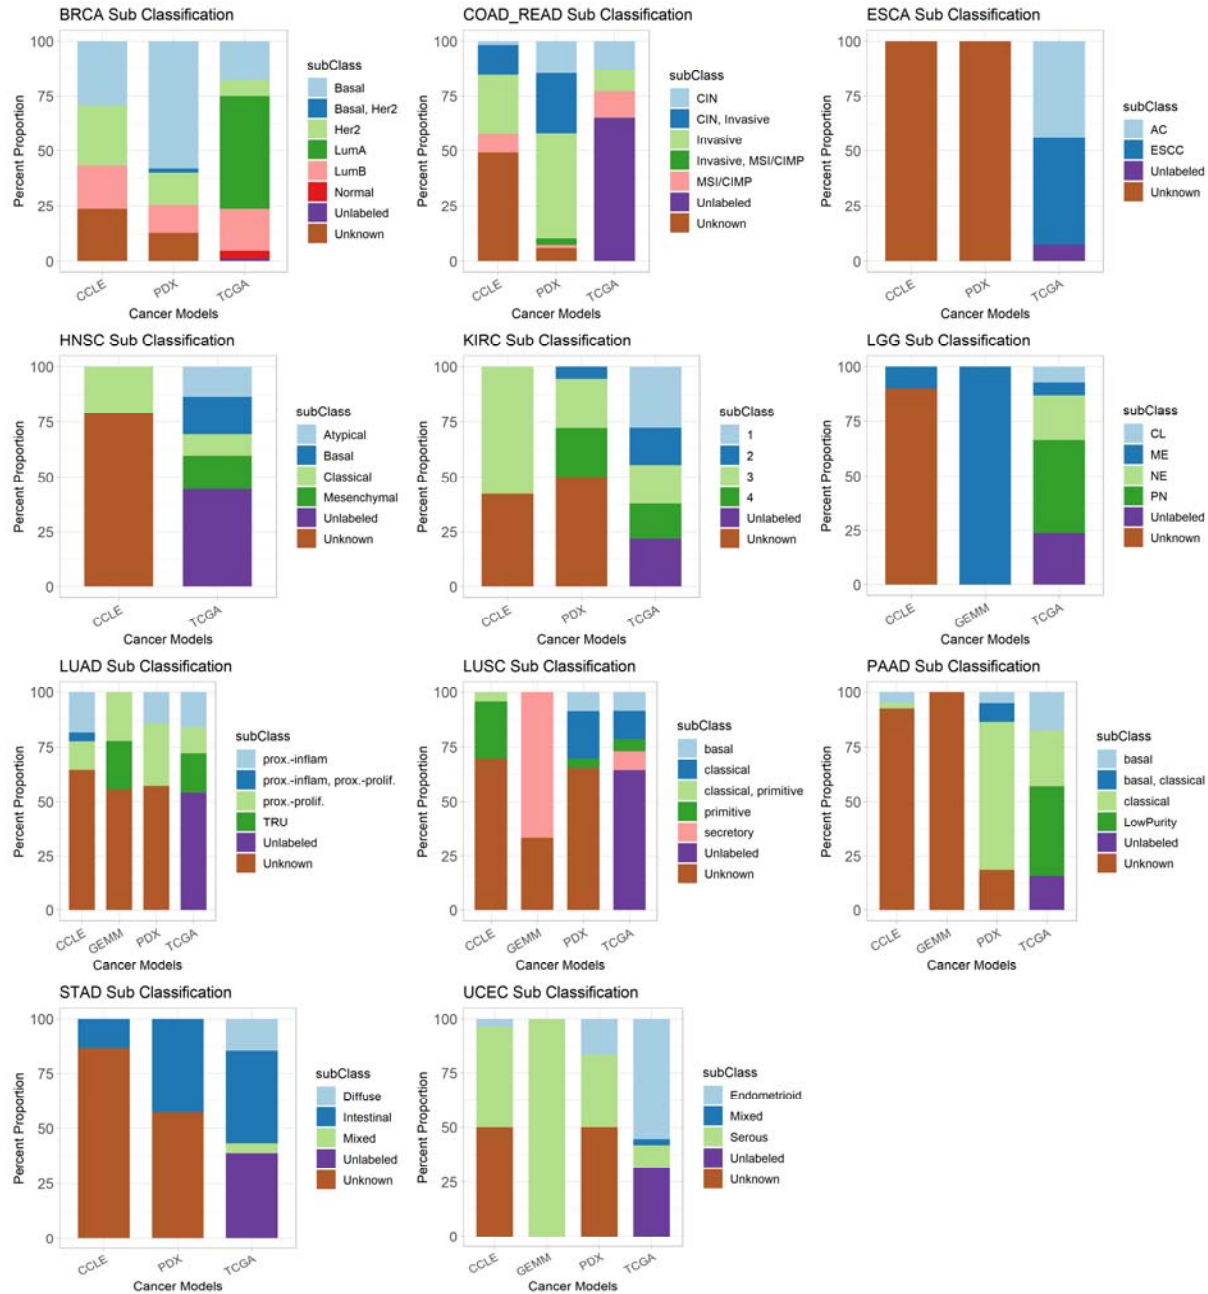 BRCA Sub Classification
Percent Proportion
100
75
50
25
0
CCLE
PDX
TCGA
Cancer Models
subClass
Basal
Basal, Her2
Her2
LumA
LumB
Normal
Unlabeled
Unknown
COAD_READ Sub Classification
Percent Proportion
100
75
50
25
0
CCLE
PDX
TCGA
Cancer Models
subClass
CIN
CIN, Invasive
Invasive
Invasive, MSI/CIMP
MSI/CIMP
Unlabeled
Unknown
ESCA Sub Classification
Percent Proportion
100
75
50
25
0
CCLE
PDX
TCGA
Cancer Models
subClass
AC
ESCC
Unlabeled
Unknown
HNSC Sub Classification
Percent Proportion
100
75
50
25
0
CCLE
TCGA
Cancer Models
subClass
Atypical
Basal
Classical
Mesenchymal
Unlabeled
Unknown
KIRC Sub Classification
Percent Proportion
100
75
50
25
0
CCLE
PDX
TCGA
Cancer Models
subClass
1
2
3
4
Unlabeled
Unknown
LGG Sub Classification
Percent Proportion
100
75
50
25
0
CCLE
GEMM
TCGA
Cancer Models
subClass
CL
ME
NE
PN
Unlabeled
Unknown
LUAD Sub Classification
Percent Proportion
100
75
50
25
0
CCLE
GEMM
PDX
TCGA
Cancer Models
subClass
prox.-inflam
prox.-inflam, prox.-prolif.
prox.-prolif.
TRU
Unlabeled
Unknown
LUSC Sub Classification
Percent Proportion
100
75
50
25
0
CCLE
GEMM
PDX
TCGA
Cancer Models
subClass
basal
classical
classical, primitive
primitive
secretory
Unlabeled
Unknown
PAAD Sub Classification
Percent Proportion
100
75
50
25
0
CCLE
GEMM
PDX
TCGA
Cancer Models
subClass
basal
basal, classical
classical
LowPurity
Unlabeled
Unknown
STAD Sub Classification
Percent Proportion
100
75
50
25
0
CCLE
PDX
TCGA
Cancer Models
subClass
Diffuse
Intestinal
Mixed
Unlabeled
Unknown
UCEC Sub Classification
Percent Proportion
100
75
50
25
0
CCLE
GEMM
PDX
TCGA
Cancer Models
subClass
Endometrioid
Mixed
Serous
Unlabeled
Unknown